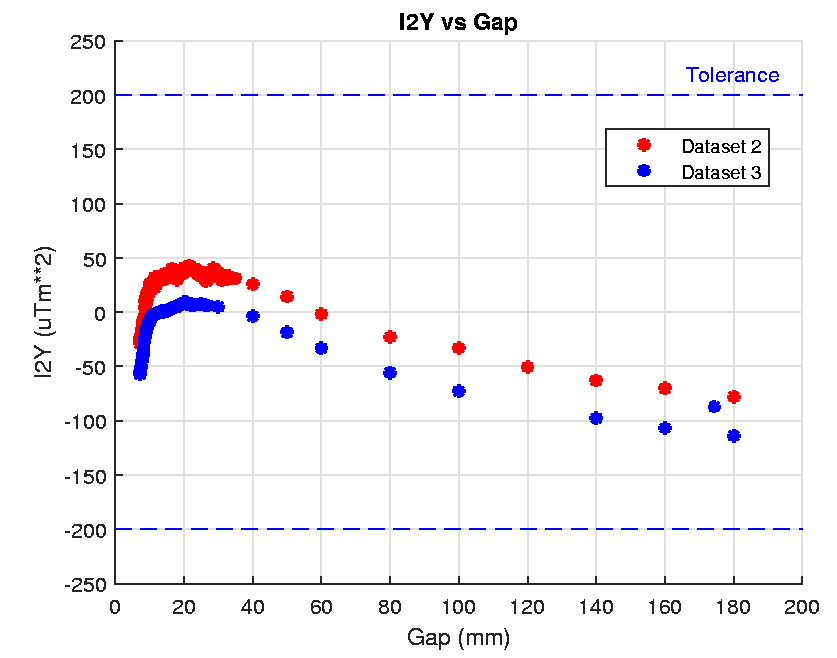 I2Y vs Gap
250
200
150
100
50
0
-50
-100
-150
-200
-250
I2Y (uTm**2)
Tolerance
Dataset 2
Dataset 3
0 20 40 60 80 100 120 140 160 180 200
Gap (mm)